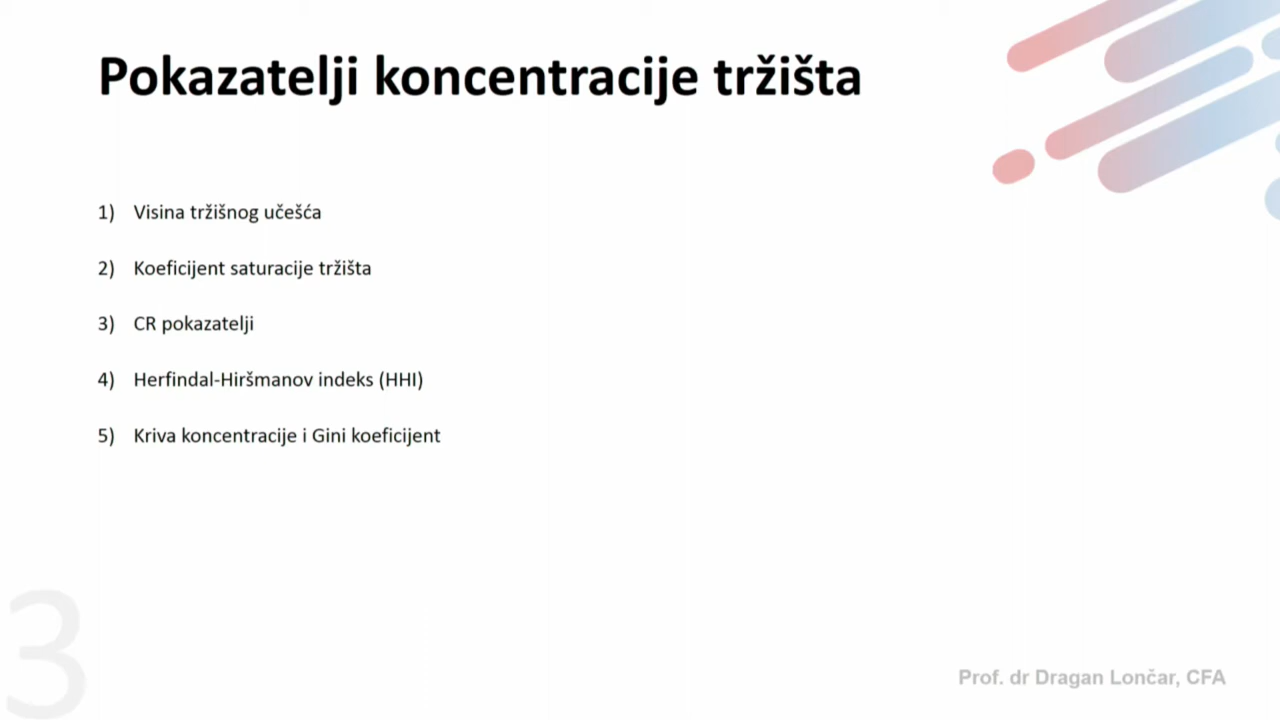 Pokazatelji koncentracije tržišta
1) Visina tržišnog učešća
2) Koeficijent saturacije tržišta
3) CR pokazatelji
4) Herfindal-Hiršmanov indeks (HHI)
5) Kriva koncentracije i Gini koeficijent
3
Prof. dr Dragan Lončar, CFA